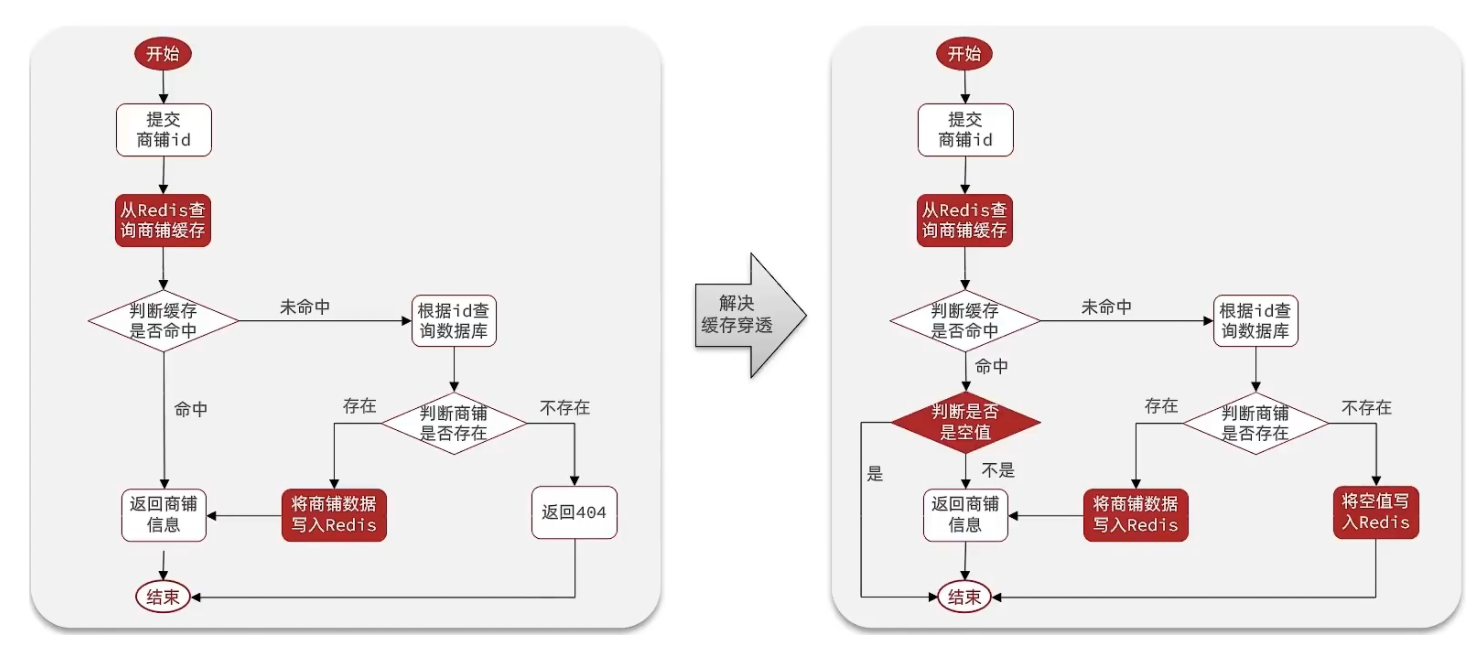 开始
提交
商铺id
从Redis查
询商铺缓存
判断缓存
是否命中
未命中
根据id查
询数据库
命中
存在
判断商铺
是否存在
不存在
返回商铺
信息
将商铺数据
写入Redis
返回404
结束
解决
缓存穿透
开始
提交
商铺id
从Redis查
询商铺缓存
判断缓存
是否命中
未命中
根据id查
询数据库
命中
判断是否
是空值
存在
判断商铺
是否存在
不存在
是
不是
返回商铺
信息
将商铺数据
写入Redis
将空值写
入Redis
结束